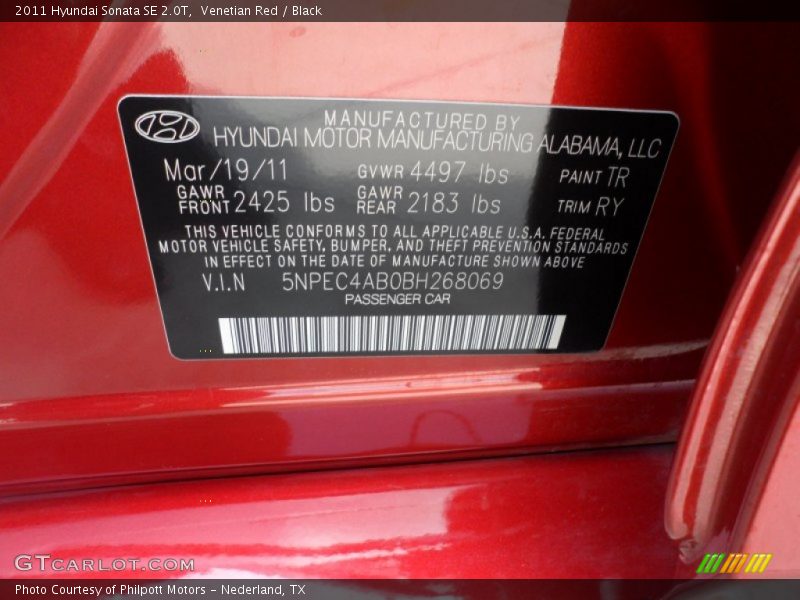 2011 Hyundai Sonata SE 2.0T, Venetian Red / Black
MANUFACTURED BY
HYUNDAI MOTOR MANUFACTURING ALABAMA, LLC
Mar/19/11 GVWR 4497 lbs PAINT TR
GAWR FRONT 2425 lbs GAWR REAR 2183 lbs TRIM RY
THIS VEHICLE CONFORMS TO ALL APPLICABLE U.S.A. FEDERAL
MOTOR VEHICLE SAFETY, BUMPER, AND THEFT PREVENTION STANDARDS
IN EFFECT ON THE DATE OF MANUFACTURE SHOWN ABOVE
V.I.N 5NPEC4AB0BH268069
PASSENGER CAR
GTCARLOT.COM
Photo Courtesy of Philpott Motors - Nederland, TX